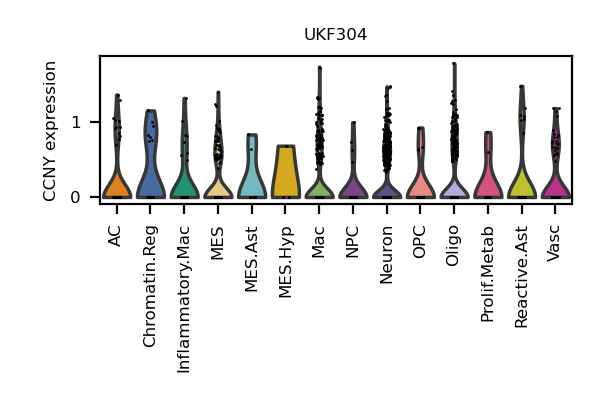 UKF304
CCNY expression
1
0
AC
Chromatin.Reg
Inflammatory.Mac
MES
MES.Ast
MES.Hyp
Mac
NPC
Neuron
OPC
Oligo
Prolif.Metab
Reactive.Ast
Vasc